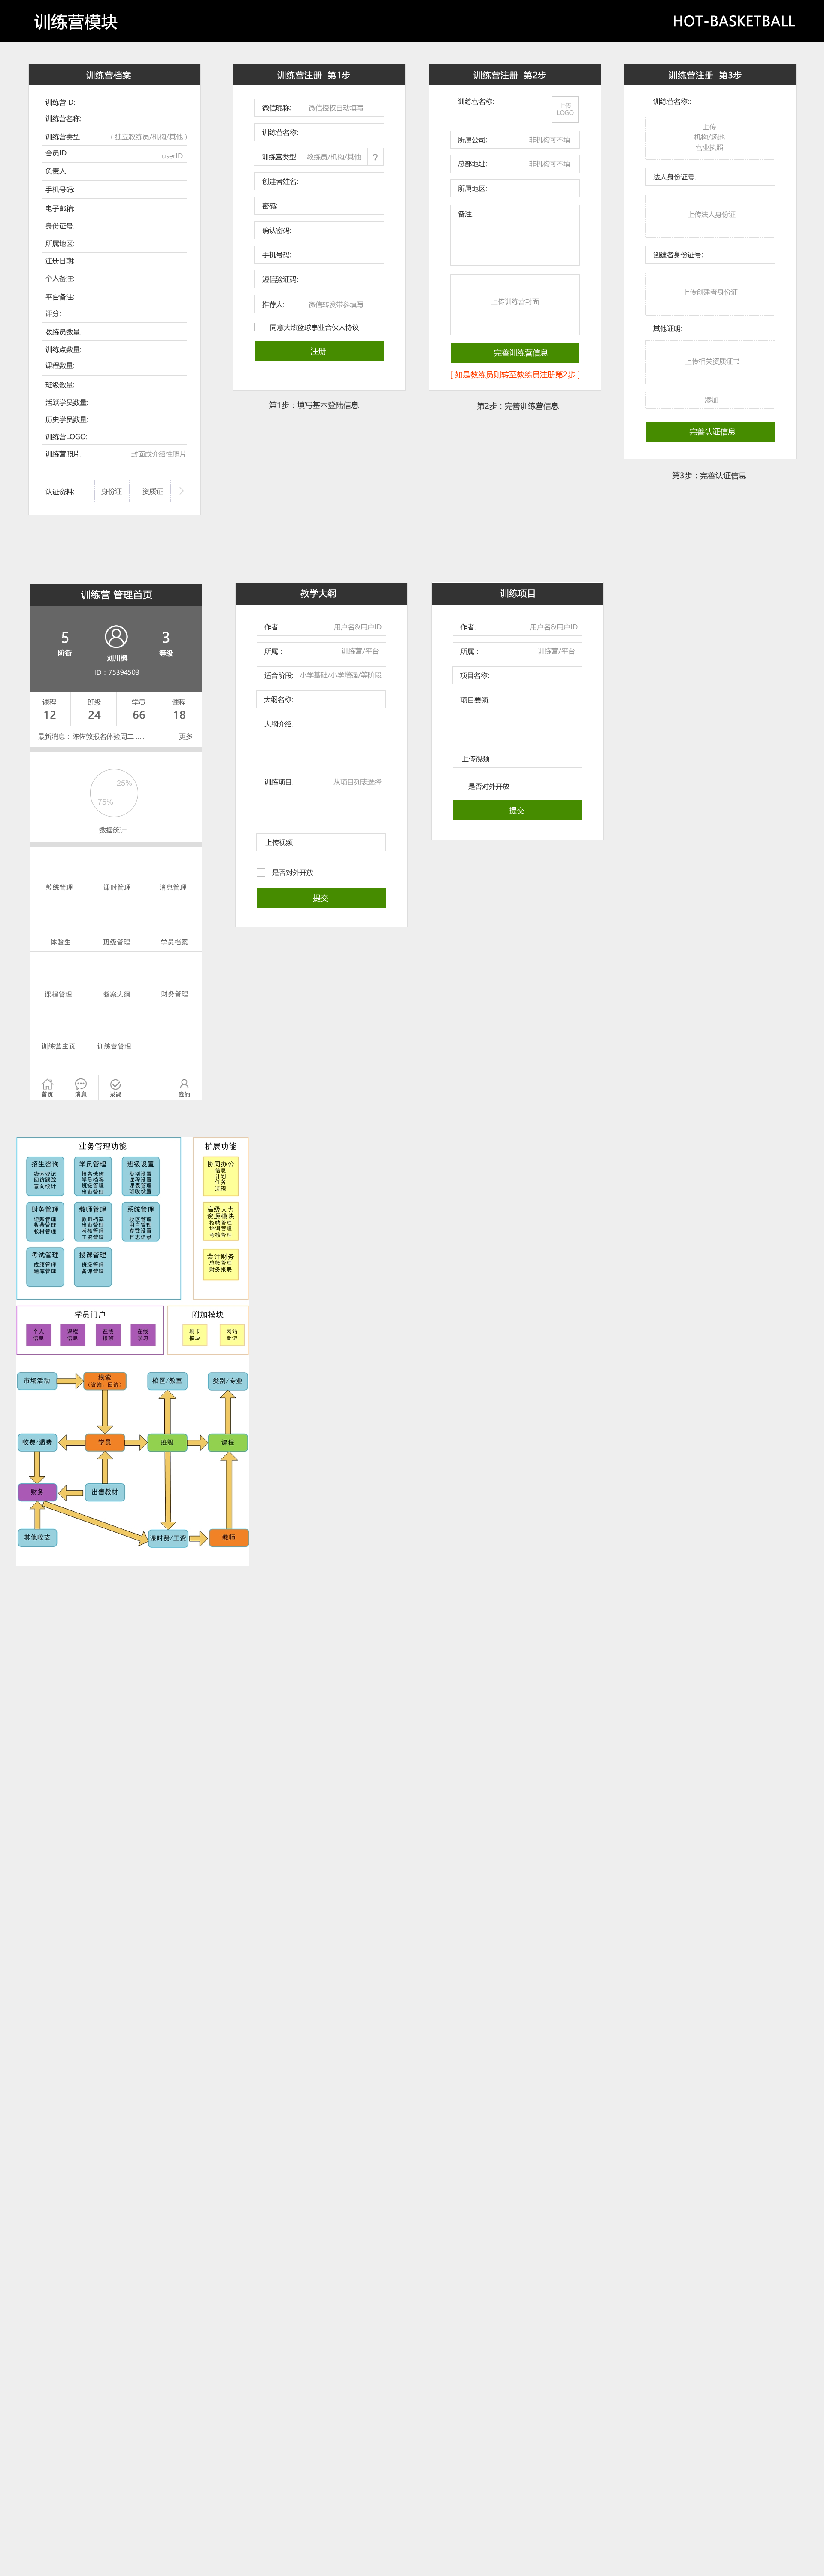 训练营模块
HOT-BASKETBALL
训练营档案
训练营ID:
训练营名称:
训练营类型 ( 独立教练员/机构/其他 )
会员ID userID
负责人
手机号码:
电子邮箱:
身份证号:
所属地区:
注册日期:
个人备注:
平台备注:
评分:
教练员数量:
训练点数量:
课程数量:
班级数量:
活跃学员数量:
历史学员数量:
训练营LOGO:
训练营照片: 封面或介绍性照片
认证资料: 身份证 资质证
训练营注册 第1步
微信昵称: 微信授权自动填写
训练营名称:
训练营类型: 教练员/机构/其他 ?
创建者姓名:
密码:
确认密码:
手机号码:
短信验证码:
推荐人: 微信转发带参填写
同意大热篮球事业合伙人协议
注册
第1步：填写基本登陆信息
训练营注册 第2步
训练营名称:
上传
LOGO
所属公司: 非机构可不填
总部地址: 非机构可不填
所属地区:
备注:
上传训练营封面
完善训练营信息
[ 如是教练员则转至教练员注册第2步 ]
第2步：完善训练营信息
训练营注册 第3步
训练营名称::
上传
机构/场地
营业执照
法人身份证号:
上传法人身份证
创建者身份证号:
上传创建者身份证
其他证明:
上传相关资质证书
添加
完善认证信息
第3步：完善认证信息
训练营 管理首页
5 3
阶衔 刘川枫 等级
ID：75394503
课程 班级 学员 课程
12 24 66 18
最新消息：陈佐敦报名体验周二 ..... 更多
25%
75%
数据统计
教练管理 课时管理 消息管理
体验生 班级管理 学员档案
课程管理 教案大纲 财务管理
训练营主页 训练营管理
首页 消息 录课 我的
教学大纲
作者: 用户名&用户ID
所属： 训练营/平台
适合阶段: 小学基础/小学增强/等阶段
大纲名称:
大纲介绍:
训练项目: 从项目列表选择
上传视频
是否对外开放
提交
训练项目
作者: 用户名&用户ID
所属： 训练营/平台
项目名称:
项目要领:
上传视频
是否对外开放
提交
业务管理功能
招生咨询
线索登记
回访跟踪
意向统计
学员管理
报名选班
学员档案
班级管理
出勤管理
班级设置
类别设置
课程设置
课表管理
班级设置
财务管理
记账管理
收费管理
教材管理
教师管理
教师档案
出勤管理
考核管理
工资管理
系统管理
校区管理
用户管理
参数设置
日志记录
考试管理
成绩管理
题库管理
授课管理
班级管理
备课管理
扩展功能
协同办公
信息
计划
任务
流程
高级人力
资源模块
招聘管理
培训管理
考核管理
会计财务
总帐管理
财务报表
学员门户
个人
信息
课程
信息
在线
报班
在线
学习
附加模块
刷卡
模块
网站
登记
市场活动
线索
（咨询，回访）
校区/教室
类别/专业
收费/退费
学员
班级
课程
财务
出售教材
其他收支
课时费/工资
教师